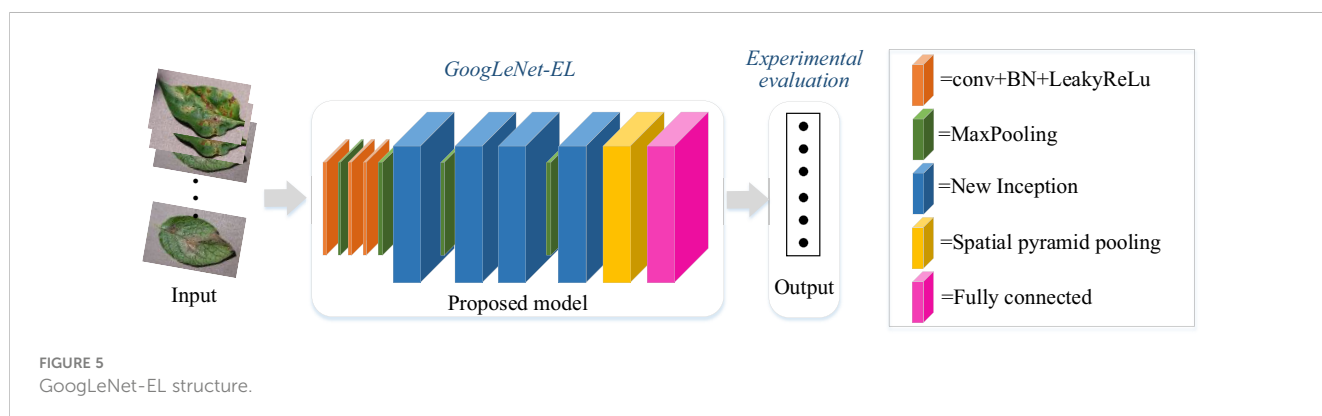 GoogLeNet-EL
Experimental
evaluation
Input
Proposed model
Output
=conv+BN+LeakyReLu
=MaxPooling
=New Inception
=Spatial pyramid pooling
=Fully connected
FIGURE 5
GoogLeNet-EL structure.